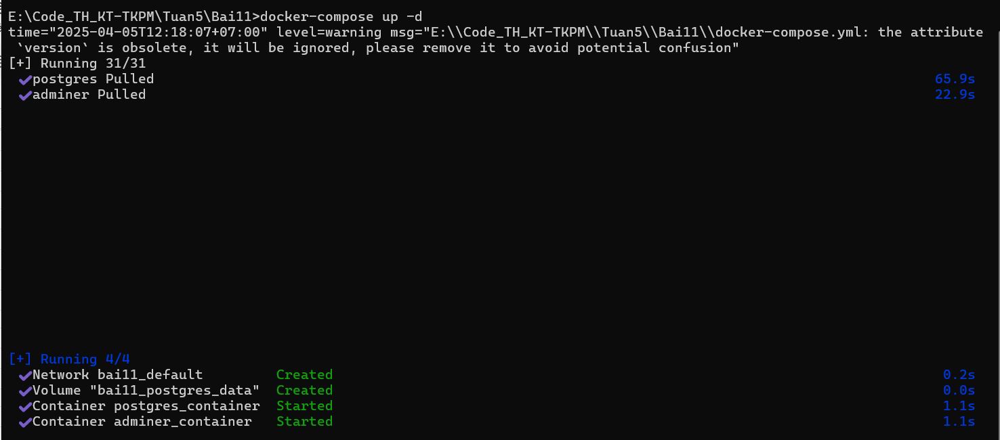 E:\Code_TH_KT-TKPM\Tuan5\Bai11>docker-compose up -d
time="2025-04-05T12:18:07+07:00" level=warning msg="E:\\Code_TH_KT-TKPM\\Tuan5\\Bai11\\docker-compose.yml: the attribute
`version` is obsolete, it will be ignored, please remove it to avoid potential confusion"
[+] Running 31/31
✔postgres Pulled 65.9s
✔adminer Pulled 22.9s
[+] Running 4/4
✔Network bai11_default Created 0.2s
✔Volume "bai11_postgres_data" Created 0.0s
✔Container postgres_container Started 1.1s
✔Container adminer_container Started 1.1s